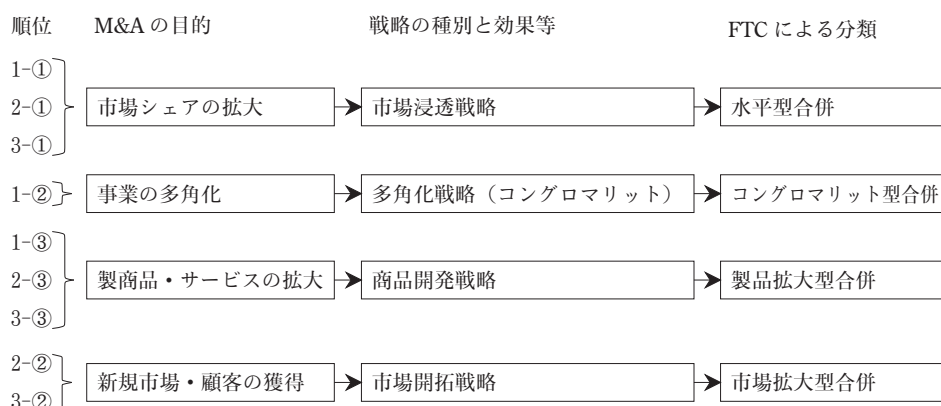 順位 M&Aの目的 戦略の種別と効果等 FTCによる分類
1-①
2-① 市場シェアの拡大 市場浸透戦略 水平型合併
3-①
1-② 事業の多角化 多角化戦略（コングロマリット） コングロマリット型合併
1-③
2-③ 製商品・サービスの拡大 商品開発戦略 製品拡大型合併
3-③
2-②
新規市場・顧客の獲得 市場開拓戦略 市場拡大型合併
3-②